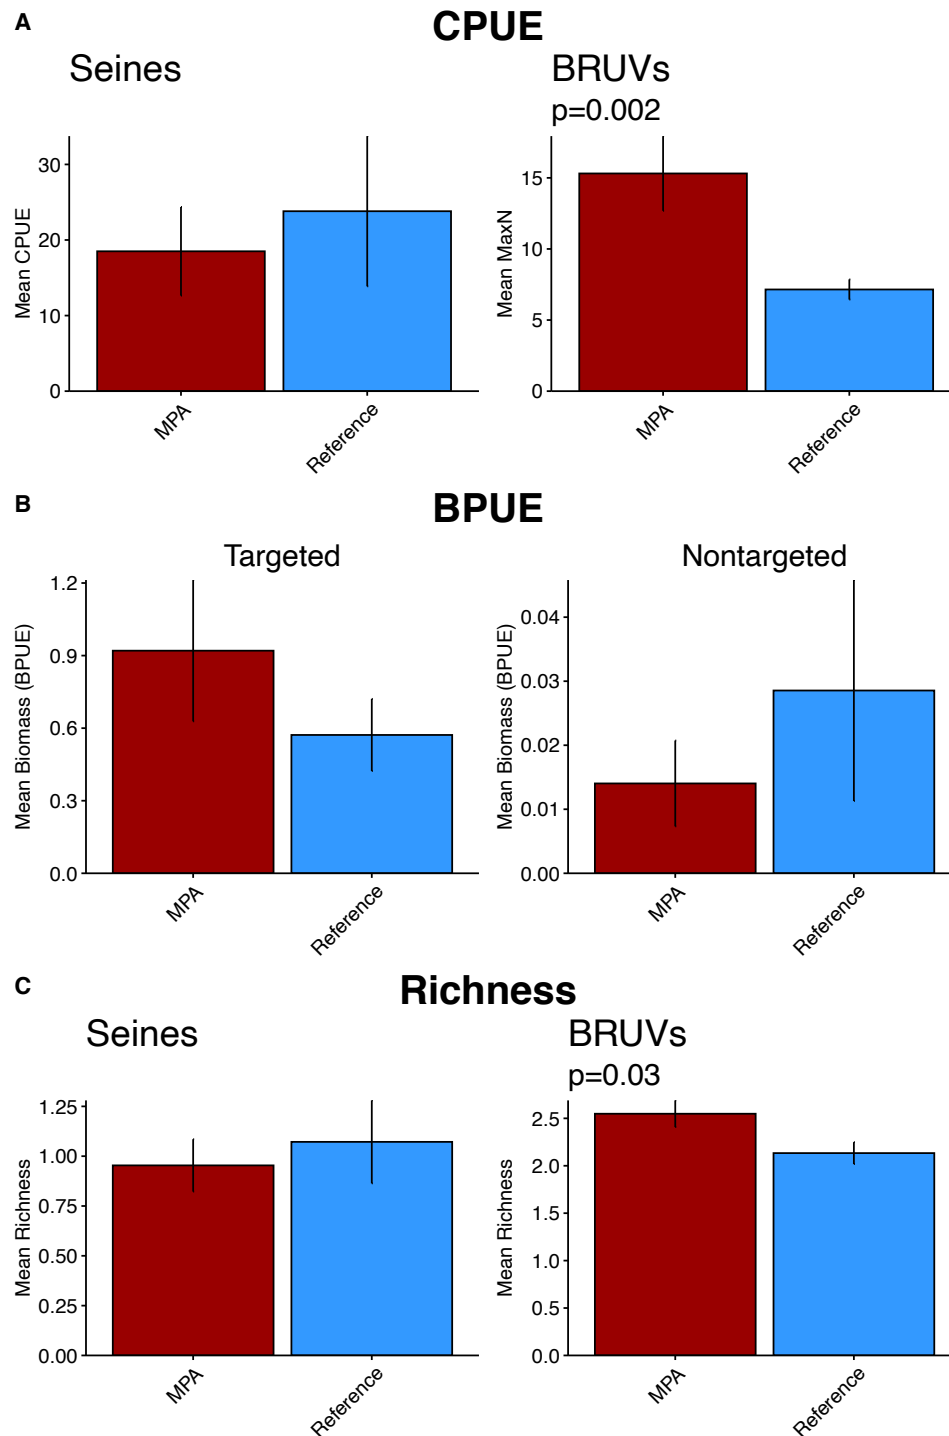 A
CPUE
Seines
BRUVs
p=0.002
Mean CPUE
30
20
10
0
MPA
Reference
Mean MaxN
15
10
5
0
MPA
Reference
B
BPUE
Targeted
Nontargeted
Mean Biomass (BPUE)
1.2
0.9
0.6
0.3
0.0
MPA
Reference
Mean Biomass (BPUE)
0.04
0.03
0.02
0.01
0.00
MPA
Reference
C
Richness
Seines
BRUVs
p=0.03
Mean Richness
1.25
1.00
0.75
0.50
0.25
0.00
MPA
Reference
Mean Richness
2.5
2.0
1.5
1.0
0.5
0.0
MPA
Reference